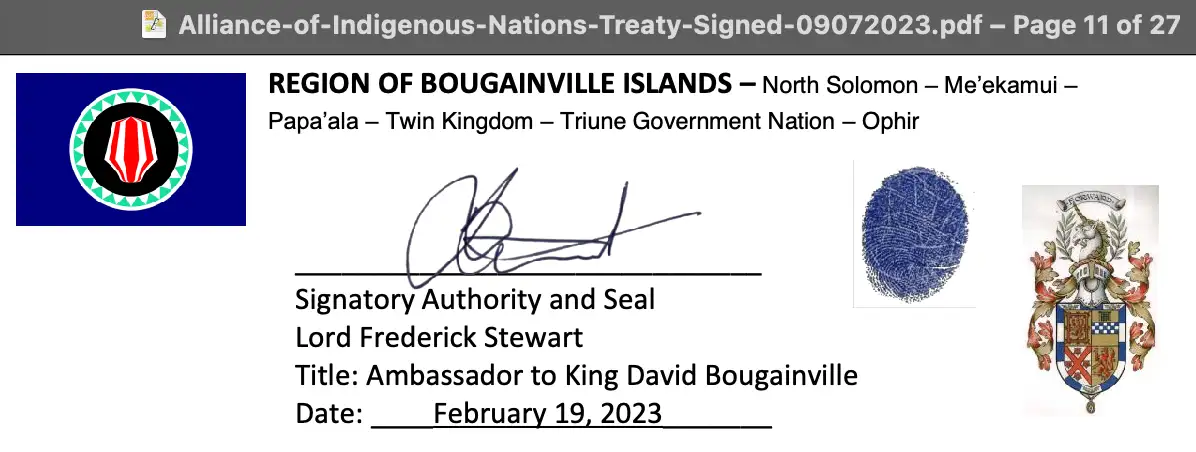 Alliance-of-Indigenous-Nations-Treaty-Signed-09072023.pdf – Page 11 of 27
REGION OF BOUGAINVILLE ISLANDS – North Solomon – Me’ekamui –
Papa’ala – Twin Kingdom – Triune Government Nation – Ophir
FORWARD
Signatory Authority and Seal
Lord Frederick Stewart
Title: Ambassador to King David Bougainville
Date: ____February 19, 2023_______